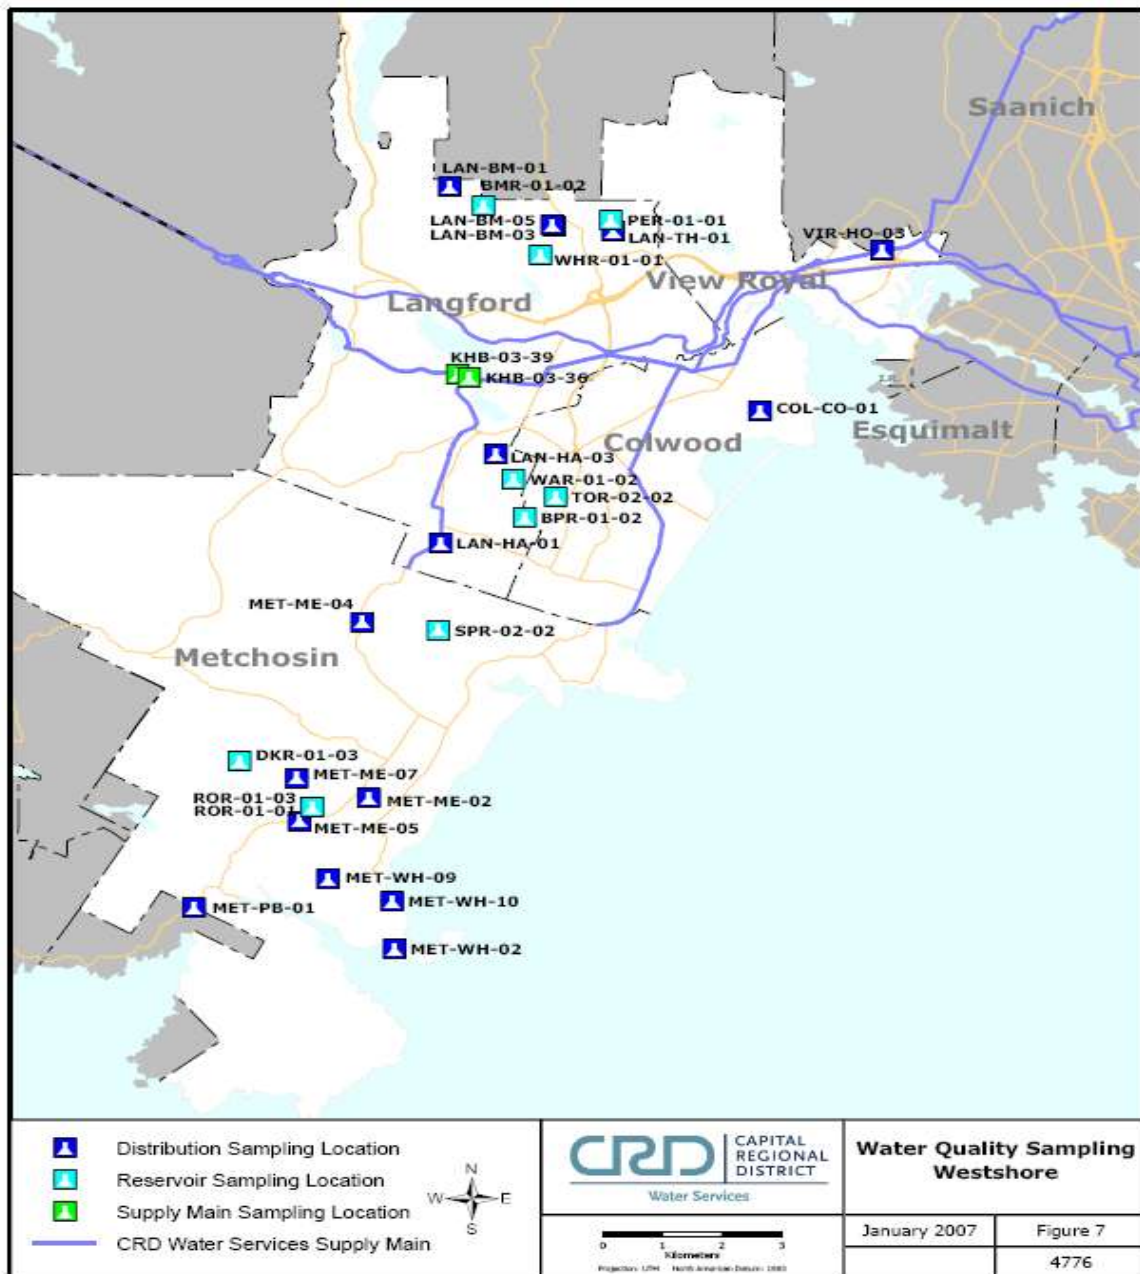 Saanich
LAN-BM-01
BMR-01-02
LAN-BM-05
PER-01-01
LAN-BM-03
LAN-TH-01
VIR-HO-03
WHR-01-01
View Royal
Langford
KHB-03-39
KHB-03-36
COL-CO-01
Esquimalt
Colwood
LAN-HA-03
WAR-01-02
TOR-02-02
BPR-01-02
LAN-HA-01
MET-ME-04
SPR-02-02
Metchosin
DKR-01-03
MET-ME-07
ROR-01-03
MET-ME-02
ROR-01-01
MET-ME-05
MET-WH-09
MET-WH-10
MET-PB-01
MET-WH-02
Distribution Sampling Location
Reservoir Sampling Location
Supply Main Sampling Location
CRD Water Services Supply Main
N
W E
S
CRD
CAPITAL
REGIONAL
DISTRICT
Water Services
0 1 2 3
Kilometers
Projection: UTM North American Datum: 1983
Water Quality Sampling
Westshore
January 2007
Figure 7
4776